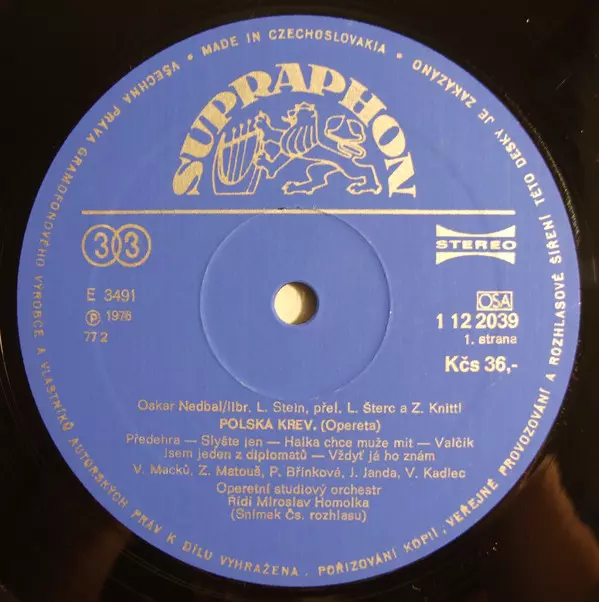 VŠECHNA PRÁVA GRAMOFONOVÉHO VÝROBCE A VLASTNÍKŮ AUTORSKÝCH PRÁV K DÍLU VYHRAŽENA. POŘIZOVÁNÍ KOPIÍ, VEŘEJNÉ PROVOZOVÁNÍ A ROZHLASOVÉ ŠÍŘENÍ TÉTO DESKY JE ZAKÁZÁNO
• MADE IN CZECHOSLOVAKIA •
SUPRAPHON
33
STEREO
E 3491
℗ 1976
77 2
OSA
1 12 2039
1. strana
Kčs 36,-
Oskar Nedbal/libr. L. Stein, přel. L. Šterc a Z. Knittl
POLSKÁ KREV. (Opereta)
Předehra — Slyšte jen — Halka chce muže mít — Valčík
Jsem jeden z diplomatů — Vždyť já ho znám
V. Macků, Z. Matouš, P. Břínková, J. Janda, V. Kadlec
Operetní studiový orchestr
Řídí Miroslav Homolka
(Snímek Čs. rozhlasu)